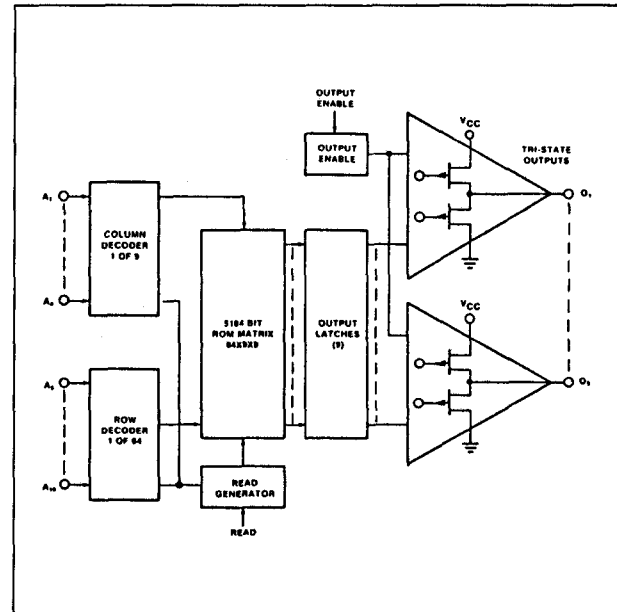 OUTPUT
ENABLE
OUTPUT
ENABLE
VCC
TRI-STATE
OUTPUTS
A₁
COLUMN
DECODER
1 OF 9
A₄
5184 BIT
ROM MATRIX
64X9X9
OUTPUT
LATCHES
(9)
O₁
VCC
A₅
ROW
DECODER
1 OF 64
A₁₀
READ
GENERATOR
READ
O₉